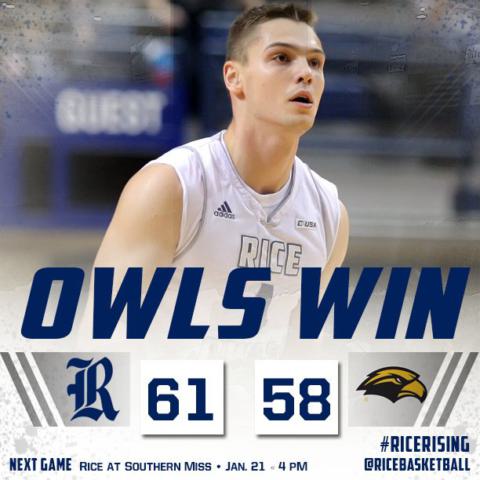 GUEST
adidas
C-USA
RICE
OWLS WIN
R 61 58
#RICERISING
NEXT GAME RICE AT SOUTHERN MISS • JAN. 21 - 4 PM @RICEBASKETBALL